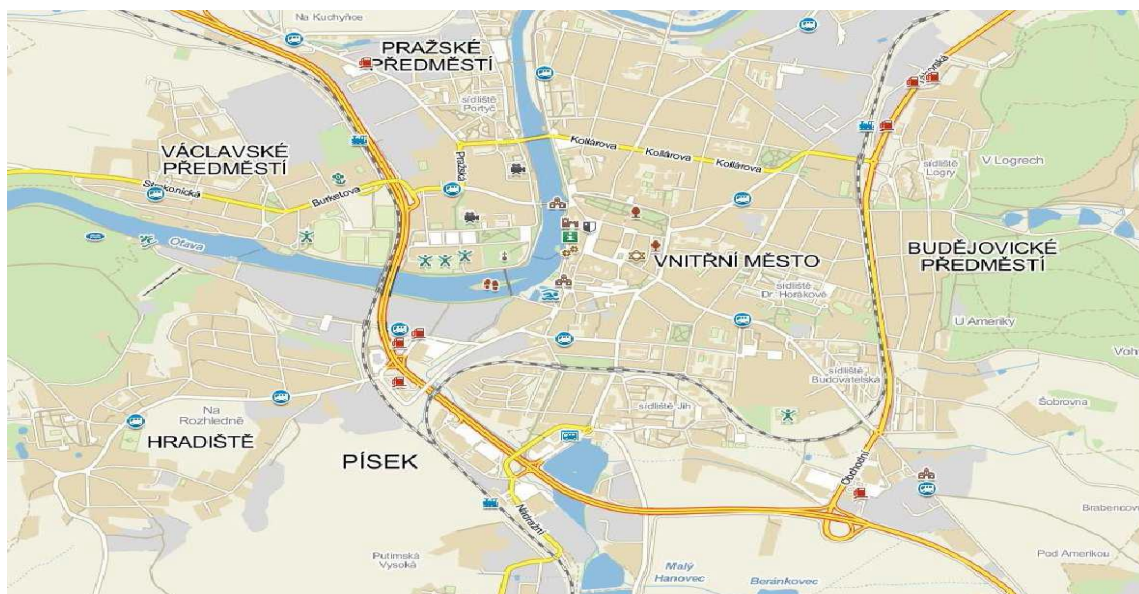 Na Kuchyňce
PRAŽSKÉ
PŘEDMĚSTÍ
sídliště
Portyč
Kollárova
Kollárova
Kollárova
Pražská
VÁCLAVSKÉ
PŘEDMĚSTÍ
Strakonická
Burketova
Otava
sídliště
Logry
V Logrech
VNITŘNÍ MĚSTO
BUDĚJOVICKÉ
PŘEDMĚSTÍ
sídliště
Dr. Horákové
U Ameriky
sídliště
Budovatelská
Šobrovna
sídliště Jih
Na
Rozhledně
HRADIŠTĚ
PÍSEK
Obchodní
Nádražní
Putimská
Vysoká
Malý
Hanovec
Beránkovec
Pod Amerikou